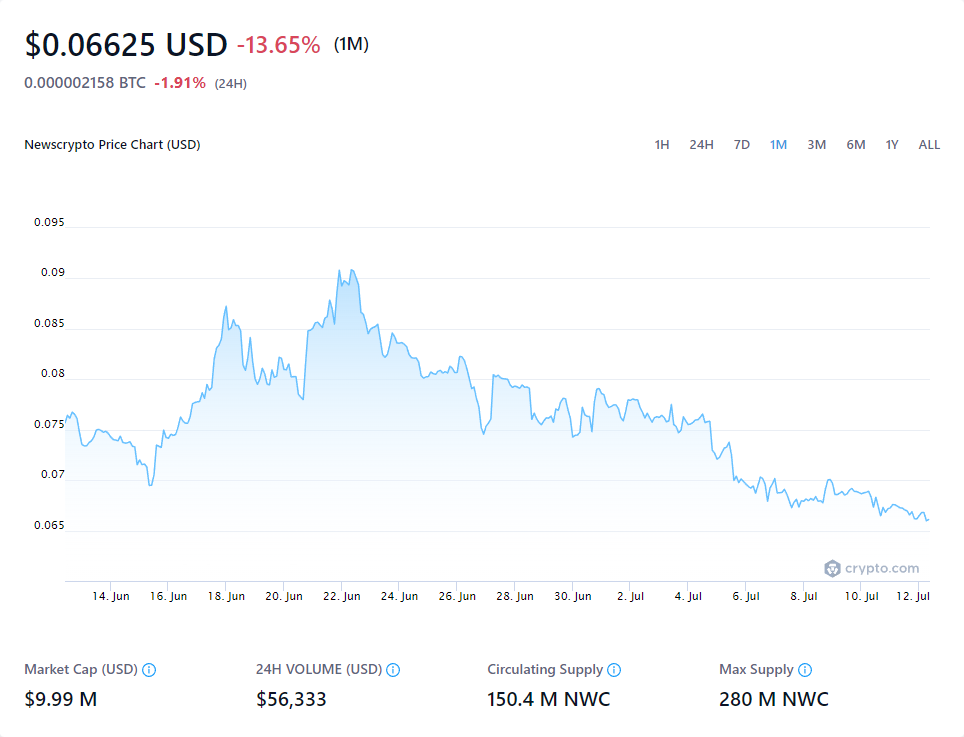 $0.06625 USD -13.65% (1M)
0.000002158 BTC -1.91% (24H)
Newscrypto Price Chart (USD) 1H 24H 7D 1M 3M 6M 1Y ALL
0.095
0.09
0.085
0.08
0.075
0.07
0.065
crypto.com
14. Jun 16. Jun 18. Jun 20. Jun 22. Jun 24. Jun 26. Jun 28. Jun 30. Jun 2. Jul 4. Jul 6. Jul 8. Jul 10. Jul 12. Jul
Market Cap (USD) 24H VOLUME (USD) Circulating Supply Max Supply
$9.99 M $56,333 150.4 M NWC 280 M NWC